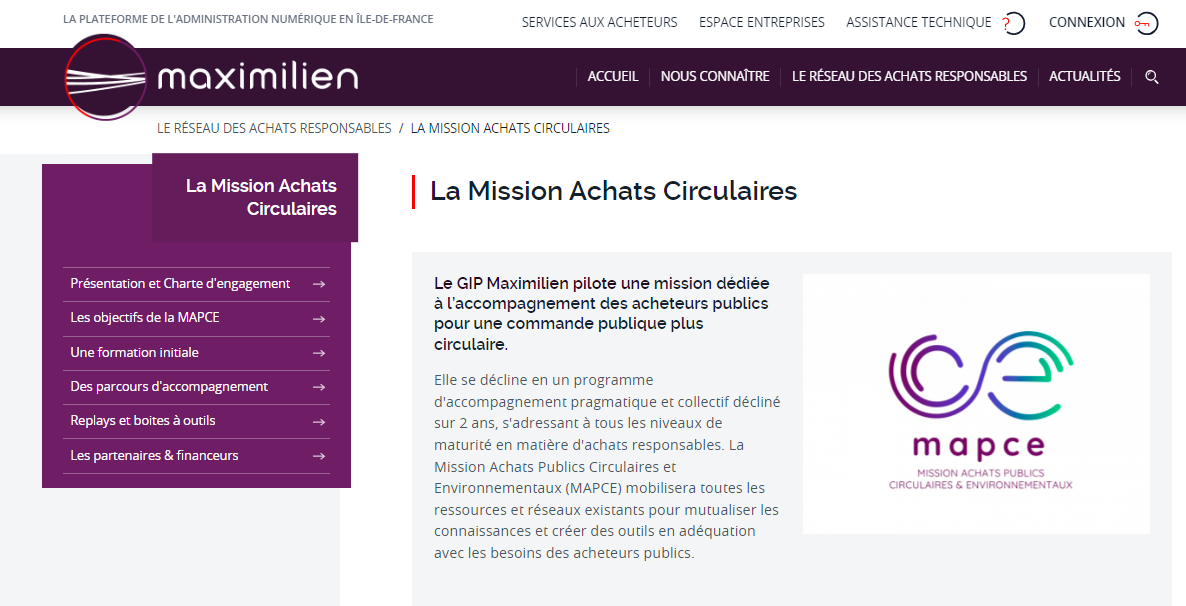 LA PLATEFORME DE L'ADMINISTRATION NUMÉRIQUE EN ÎLE-DE-FRANCE
SERVICES AUX ACHETEURS
ESPACE ENTREPRISES
ASSISTANCE TECHNIQUE
?
CONNEXION
maximilien
ACCUEIL
NOUS CONNAÎTRE
LE RÉSEAU DES ACHATS RESPONSABLES
ACTUALITÉS
LE RÉSEAU DES ACHATS RESPONSABLES / LA MISSION ACHATS CIRCULAIRES
La Mission Achats
Circulaires
Présentation et Charte d'engagement →
Les objectifs de la MAPCE →
Une formation initiale →
Des parcours d'accompagnement →
Replays et boites à outils →
Les partenaires & financeurs →
La Mission Achats Circulaires
Le GIP Maximilien pilote une mission dédiée
à l'accompagnement des acheteurs publics
pour une commande publique plus
circulaire.
Elle se décline en un programme
d'accompagnement pragmatique et collectif décliné
sur 2 ans, s'adressant à tous les niveaux de
maturité en matière d'achats responsables. La
Mission Achats Publics Circulaires et
Environnementaux (MAPCE) mobilisera toutes les
ressources et réseaux existants pour mutualiser les
connaissances et créer des outils en adéquation
avec les besoins des acheteurs publics.
ce
mapce
MISSION ACHATS PUBLICS
CIRCULAIRES & ENVIRONNEMENTAUX